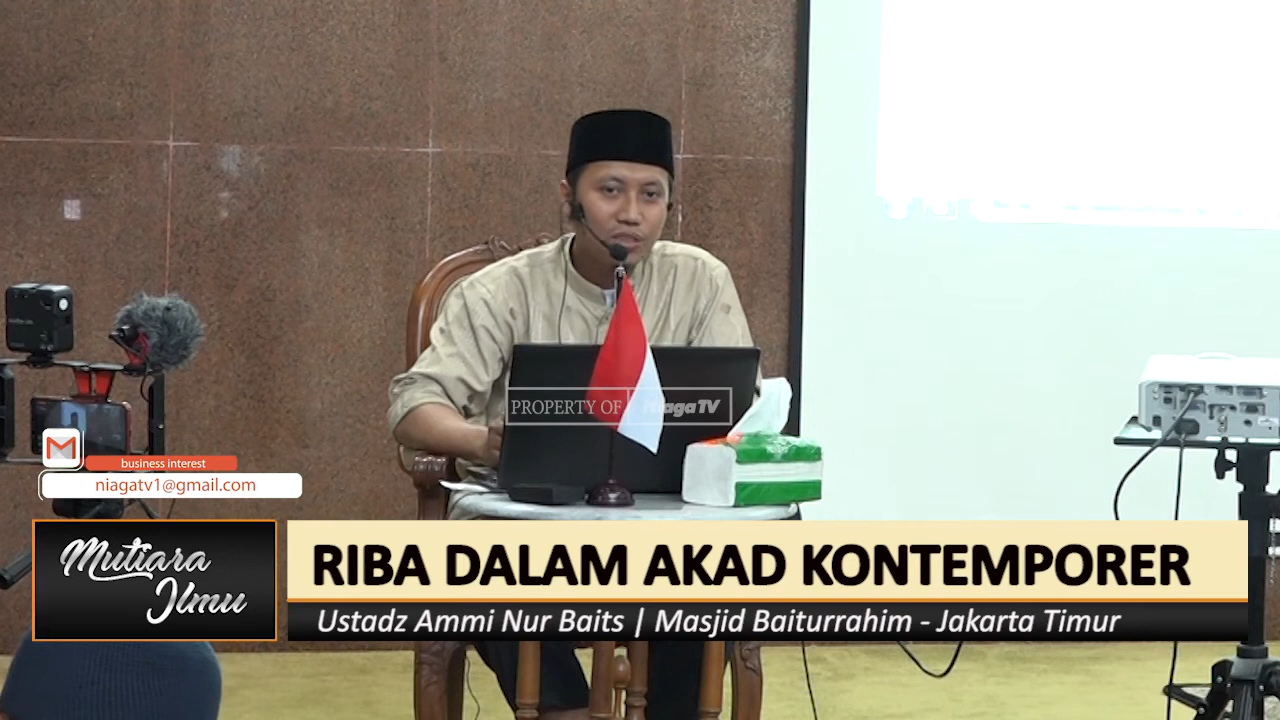 PROPERTY OF NiagaTV
business interest
niagatv1@gmail.com
Mutiara
Ilmu
RIBA DALAM AKAD KONTEMPORER
Ustadz Ammi Nur Baits | Masjid Baiturrahim - Jakarta Timur